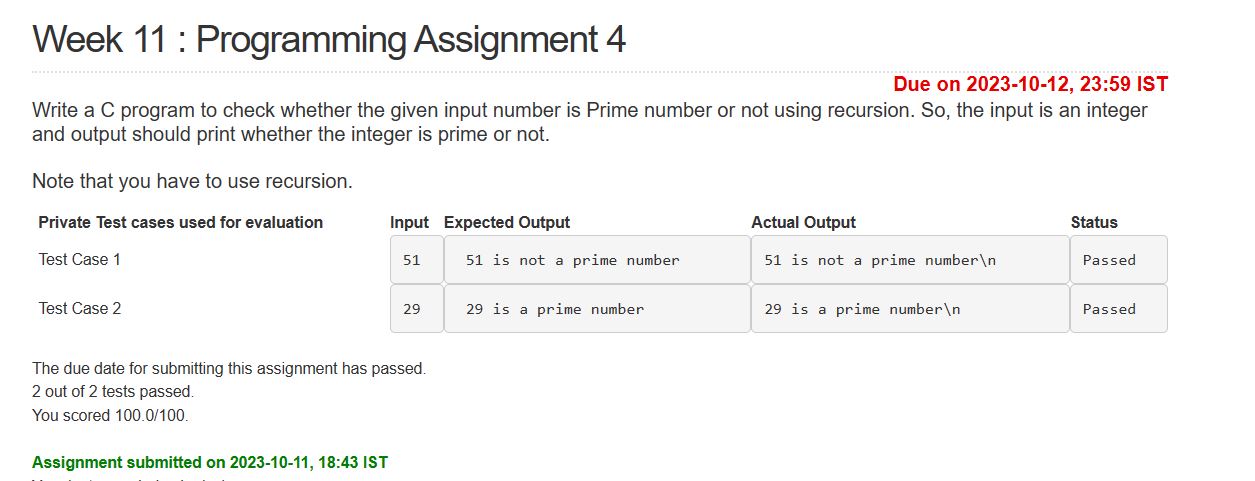 Week 11 : Programming Assignment 4
Due on 2023-10-12, 23:59 IST
Write a C program to check whether the given input number is Prime number or not using recursion. So, the input is an integer
and output should print whether the integer is prime or not.
Note that you have to use recursion.
Private Test cases used for evaluation Input Expected Output Actual Output Status
Test Case 1 51 51 is not a prime number 51 is not a prime number\n Passed
Test Case 2 29 29 is a prime number 29 is a prime number\n Passed
The due date for submitting this assignment has passed.
2 out of 2 tests passed.
You scored 100.0/100.
Assignment submitted on 2023-10-11, 18:43 IST